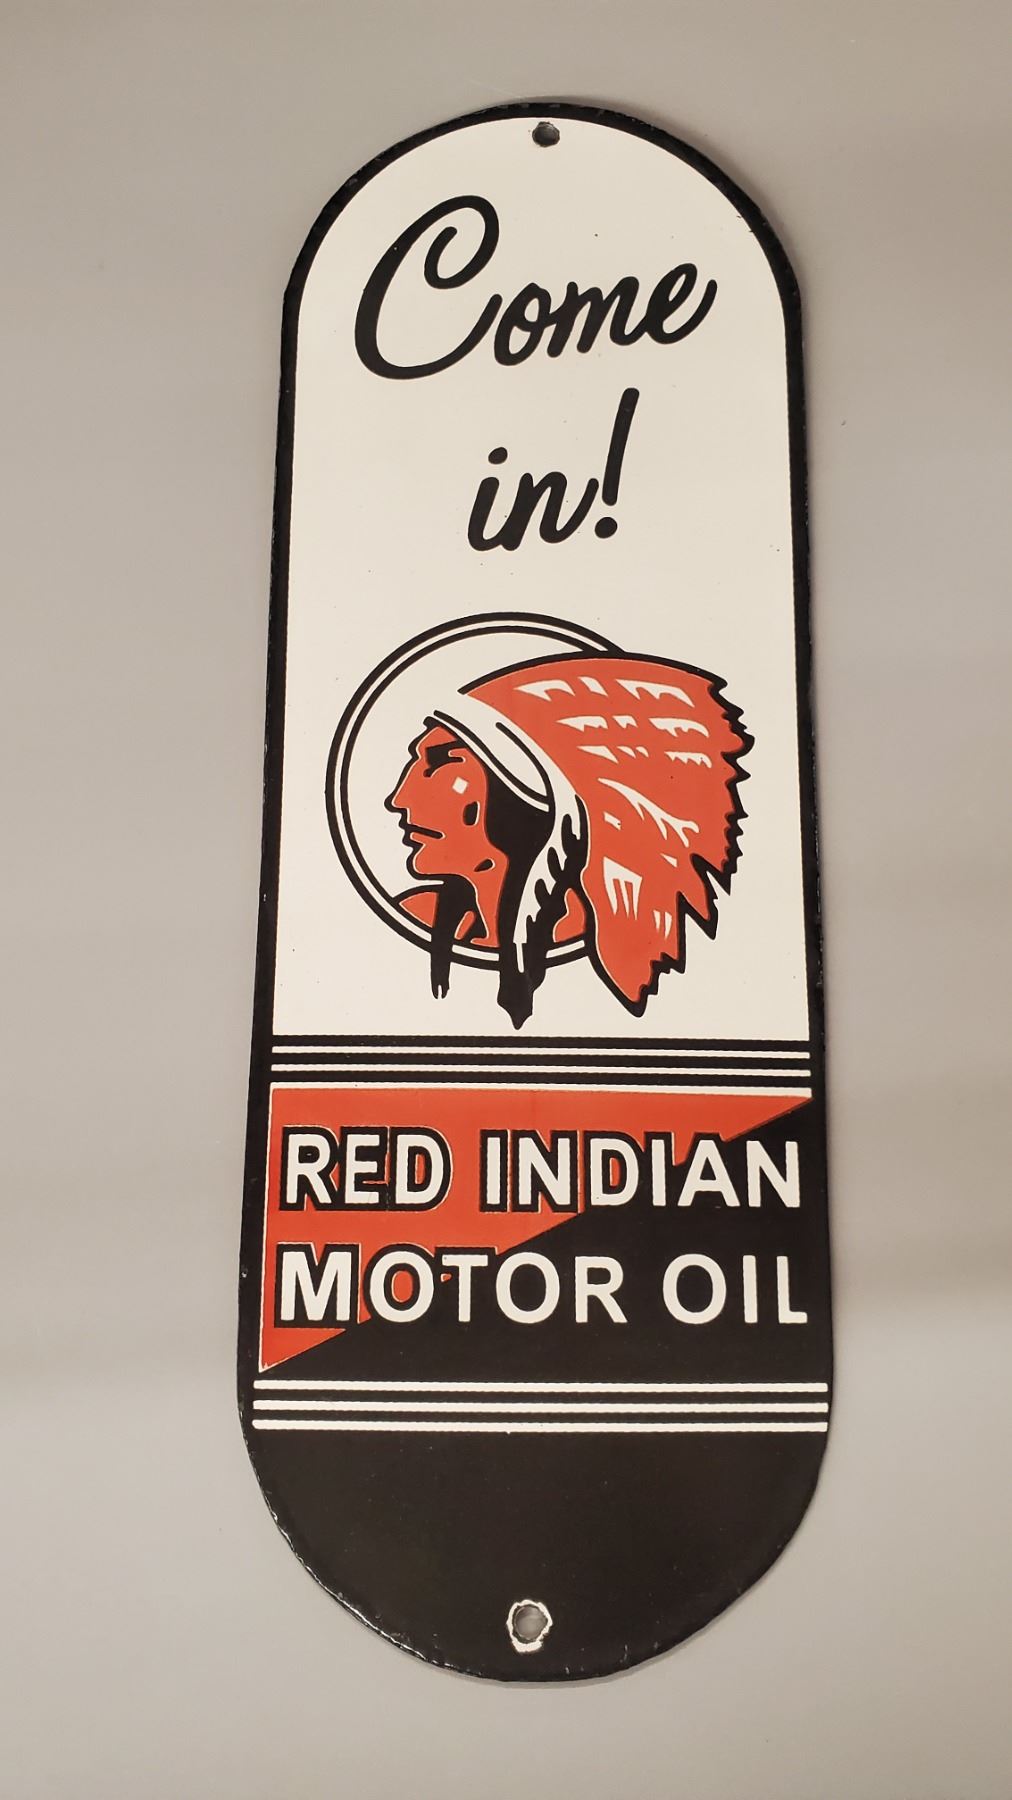 Come
in!
RED INDIAN
MOTOR OIL